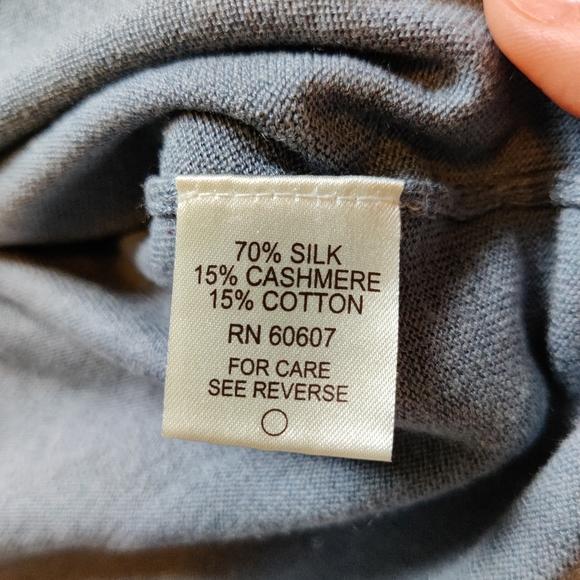 70% SILK
15% CASHMERE
15% COTTON
RN 60607
FOR CARE
SEE REVERSE